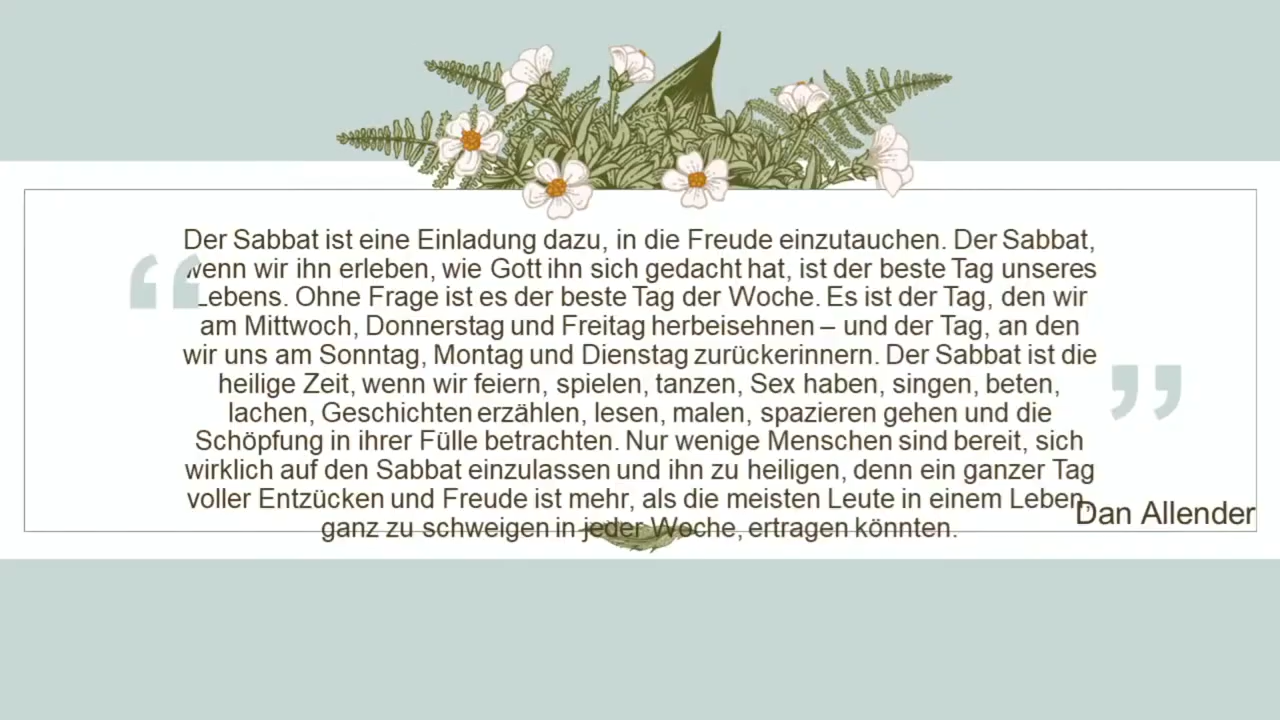 Der Sabbat ist eine Einladung dazu, in die Freude einzutauchen. Der Sabbat,
wenn wir ihn erleben, wie Gott ihn sich gedacht hat, ist der beste Tag unseres
Lebens. Ohne Frage ist es der beste Tag der Woche. Es ist der Tag, den wir
am Mittwoch, Donnerstag und Freitag herbeisehnen – und der Tag, an den
wir uns am Sonntag, Montag und Dienstag zurückerinnern. Der Sabbat ist die
heilige Zeit, wenn wir feiern, spielen, tanzen, Sex haben, singen, beten,
lachen, Geschichten erzählen, lesen, malen, spazieren gehen und die
Schöpfung in ihrer Fülle betrachten. Nur wenige Menschen sind bereit, sich
wirklich auf den Sabbat einzulassen und ihn zu heiligen, denn ein ganzer Tag
voller Entzücken und Freude ist mehr, als die meisten Leute in einem Leben,
ganz zu schweigen in jeder Woche, ertragen könnten.
Dan Allender